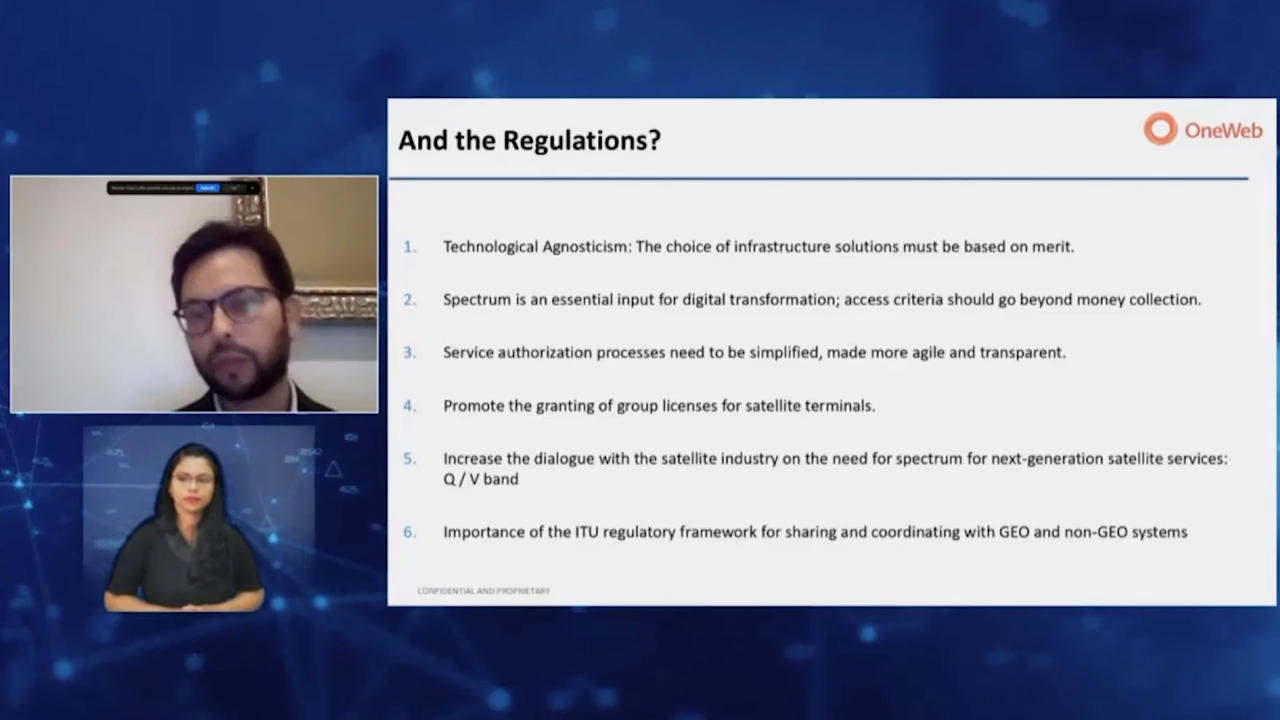 And the Regulations?
OneWeb
1. Technological Agnosticism: The choice of infrastructure solutions must be based on merit.
2. Spectrum is an essential input for digital transformation; access criteria should go beyond money collection.
3. Service authorization processes need to be simplified, made more agile and transparent.
4. Promote the granting of group licenses for satellite terminals.
5. Increase the dialogue with the satellite industry on the need for spectrum for next-generation satellite services:
Q / V band
6. Importance of the ITU regulatory framework for sharing and coordinating with GEO and non-GEO systems
CONFIDENTIAL AND PROPRIETARY